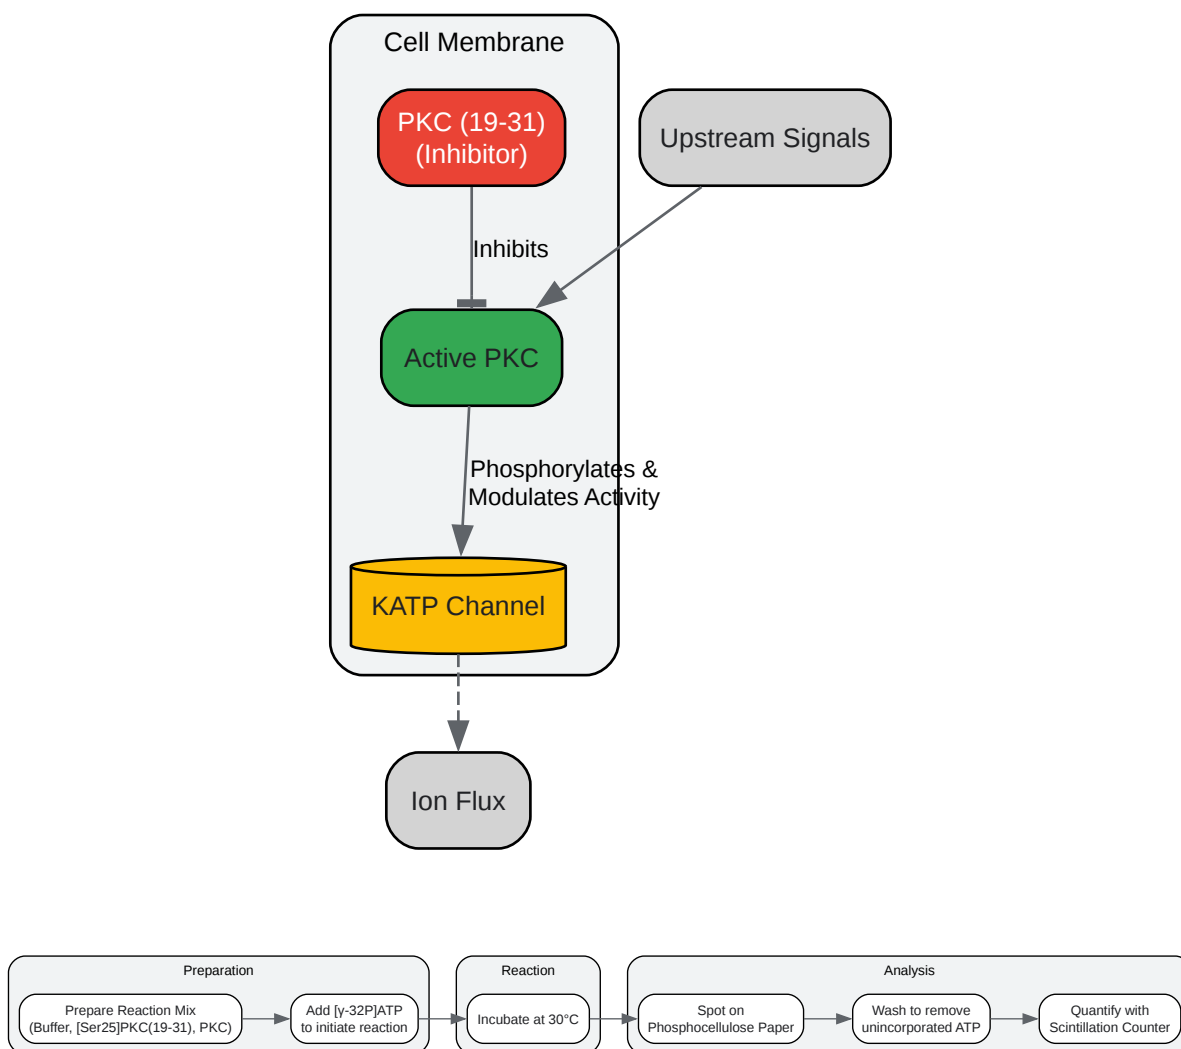 Cell Membrane
PKC (19-31)
(Inhibitor)
Upstream Signals
Inhibits
Active PKC
Phosphorylates &
Modulates Activity
KATP Channel
Ion Flux
Preparation
Prepare Reaction Mix
(Buffer, [Ser25]PKC(19-31), PKC)
Add [γ-32P]ATP
to initiate reaction
Reaction
Incubate at 30°C
Analysis
Spot on
Phosphocellulose Paper
Wash to remove
unincorporated ATP
Quantify with
Scintillation Counter